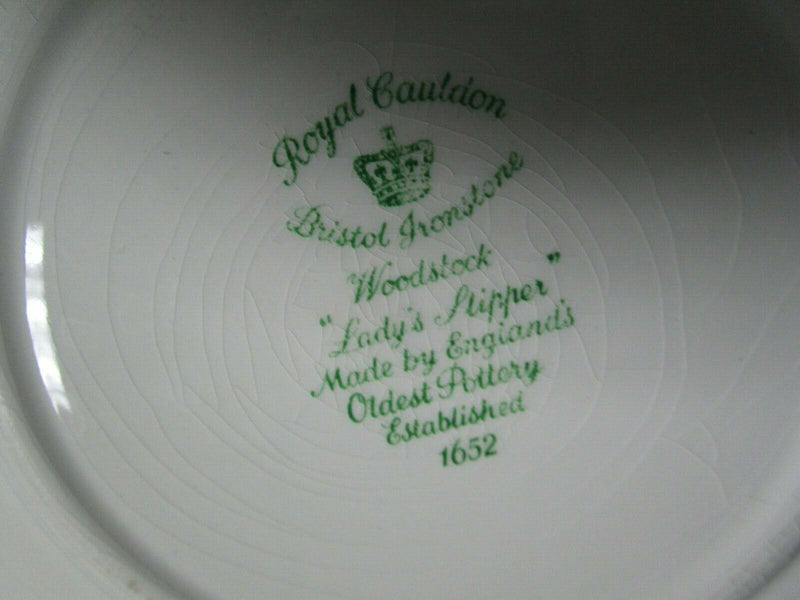 Royal Cauldon
Bristol Ironstone
Woodstock
"Lady's Slipper"
Made by England's
Oldest Pottery
Established
1652